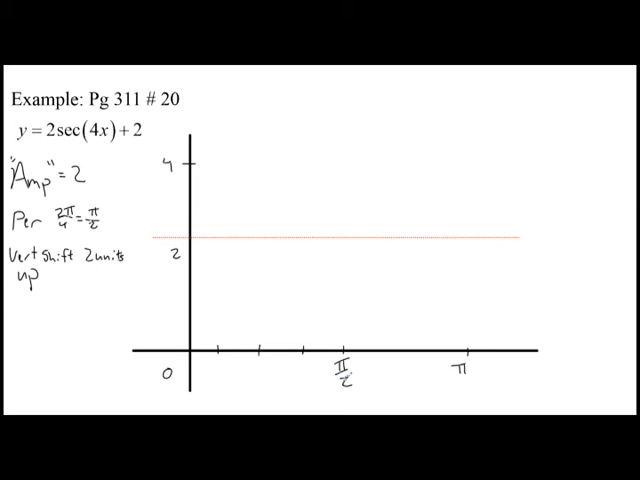 Example: Pg 311 # 20
y = 2sec(4x) + 2
"Amp" = 2
Per 2π/4 = π/2
Vert shift 2 units
up
4
2
0
π/2
π